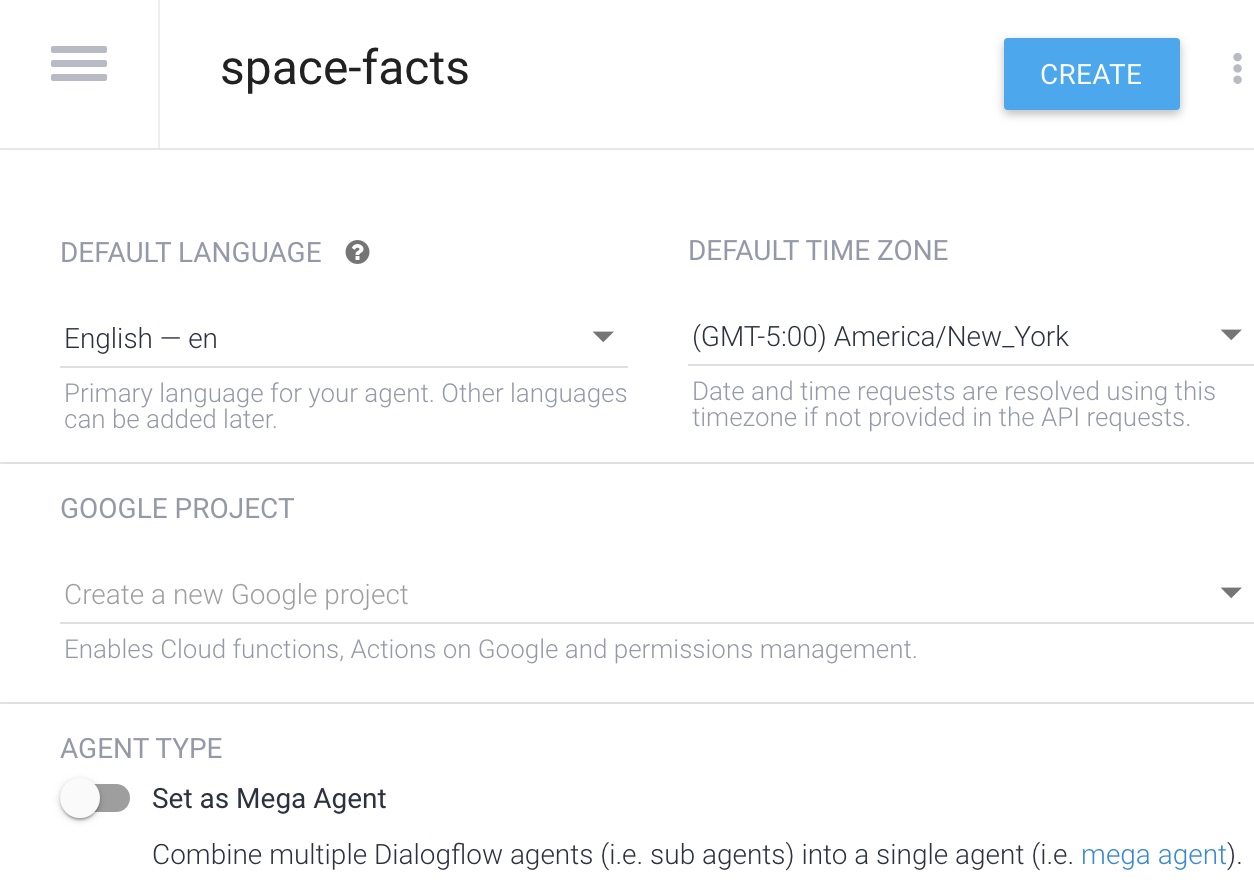 space-facts
CREATE
DEFAULT LANGUAGE ?
DEFAULT TIME ZONE
English — en
(GMT-5:00) America/New_York
Primary language for your agent. Other languages
can be added later.
Date and time requests are resolved using this
timezone if not provided in the API requests.
GOOGLE PROJECT
Create a new Google project
Enables Cloud functions, Actions on Google and permissions management.
AGENT TYPE
Set as Mega Agent
Combine multiple Dialogflow agents (i.e. sub agents) into a single agent (i.e. mega agent).